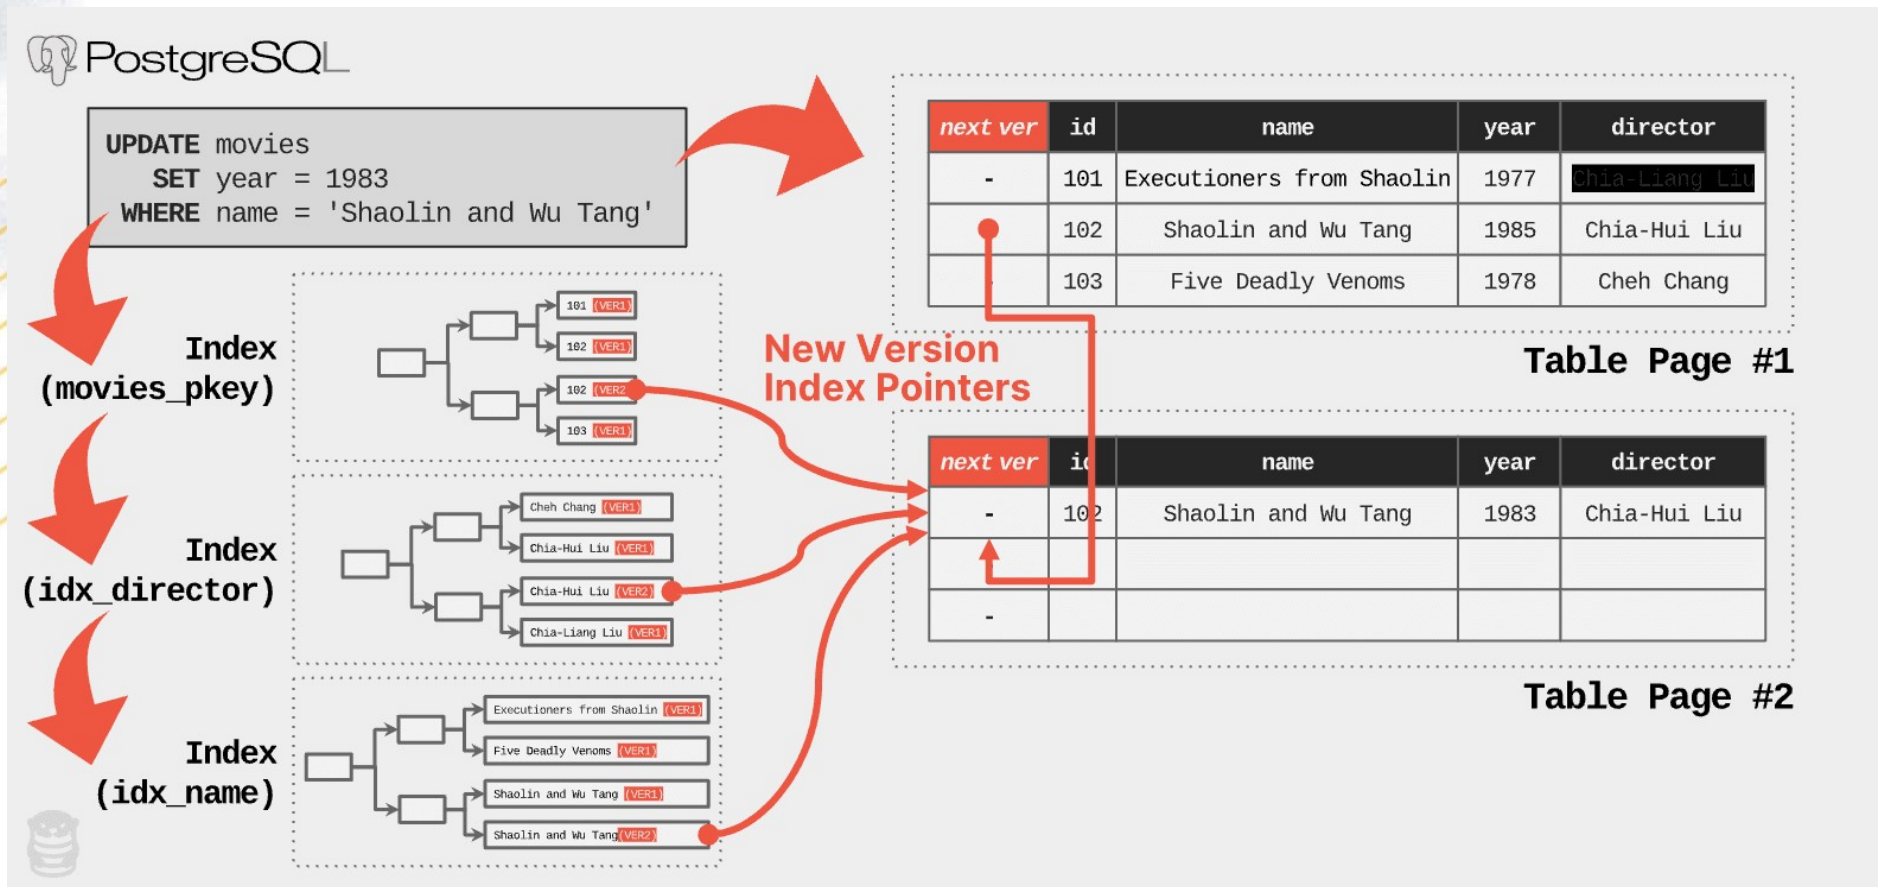 PostgreSQL
UPDATE movies
SET year = 1983
WHERE name = 'Shaolin and Wu Tang'
Index
(movies_pkey)
101 (VER1)
102 (VER1)
102 (VER2
103 (VER1)
Index
(idx_director)
Cheh Chang (VER1)
Chia-Hui Liu (VER1)
Chia-Hui Liu (VER2)
Chia-Liang Liu (VER1)
Index
(idx_name)
Executioners from Shaolin (VER1)
Five Deadly Venoms (VER1)
Shaolin and Wu Tang (VER1)
Shaolin and Wu Tang(VER2)
New Version
Index Pointers
next ver id name year director
- 101 Executioners from Shaolin 1977 Chia-Liang Liu
102 Shaolin and Wu Tang 1985 Chia-Hui Liu
103 Five Deadly Venoms 1978 Cheh Chang
Table Page #1
next ver id name year director
- 102 Shaolin and Wu Tang 1983 Chia-Hui Liu
-
Table Page #2